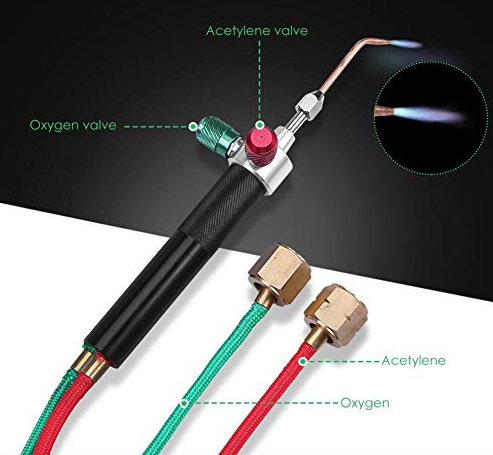 Acetylene valve
Oxygen valve
Acetylene
Oxygen